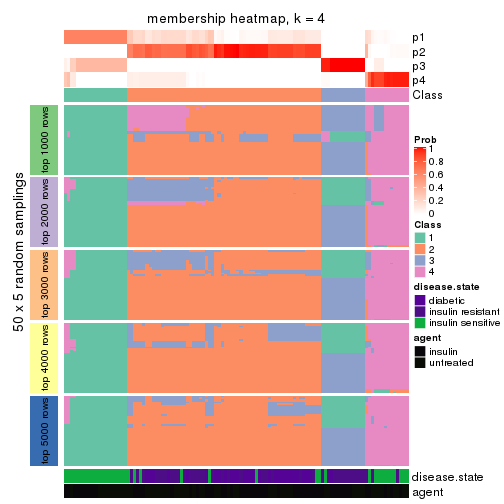 membership heatmap, k = 4
p1
p2
p3
p4
Class
50 x 5 random samplings
top 1000 rows
top 2000 rows
top 3000 rows
top 4000 rows
top 5000 rows
disease.state
agent
Prob
1
0.8
0.6
0.4
0.2
0
Class
1
2
3
4
disease.state
diabetic
insulin resistant
insulin sensitive
agent
insulin
untreated